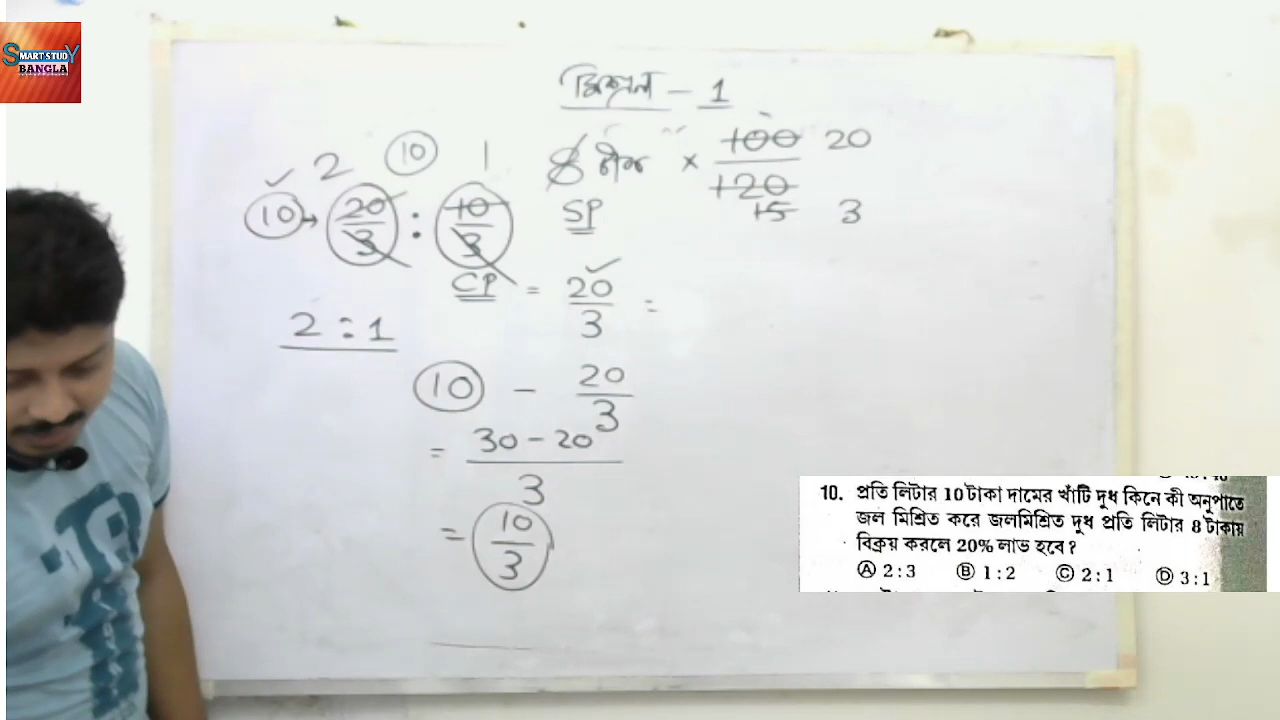 SMART STUDY
BANGLA
মিশ্রণ - 1
2 10 1 8 টাকা × 100 20
120
15 3
10 → 20/3 : 10/3 SP
CP = 20/3 =
2 : 1
10 - 20/3
= 30 - 20
3
= 10/3
10. প্রতি লিটার 10 টাকা দামের খাঁটি দুধ কিনে কী অনুপাতে
জল মিশ্রিত করে জলমিশ্রিত দুধ প্রতি লিটার 8 টাকায়
বিক্রয় করলে 20% লাভ হবে?
Ⓐ 2 : 3 Ⓑ 1 : 2 Ⓒ 2 : 1 Ⓓ 3 : 1